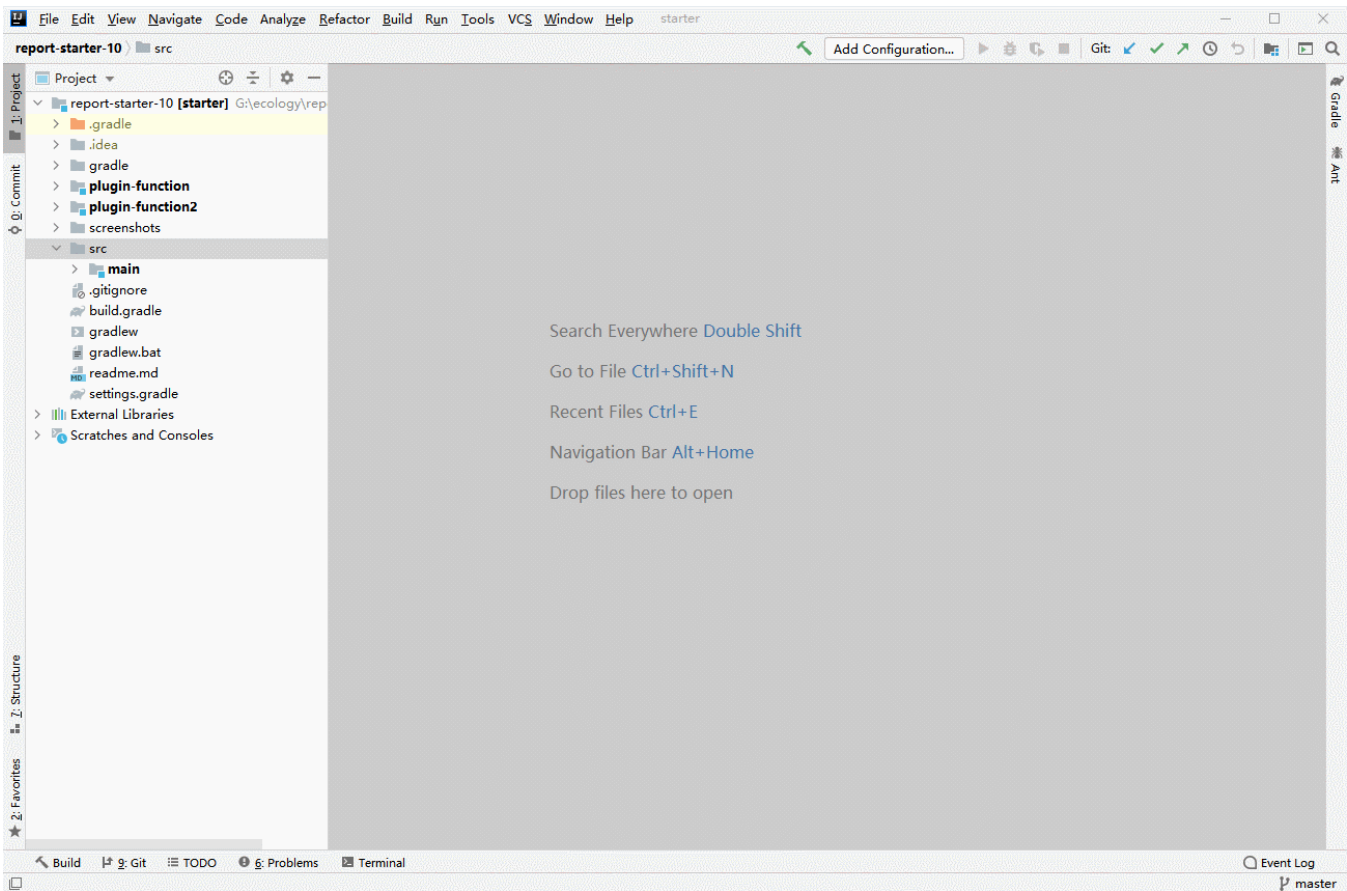 File Edit View Navigate Code Analyze Refactor Build Run Tools VCS Window Help starter
report-starter-10 src Add Configuration... Git:
1: Project
0: Commit
7: Structure
2: Favorites
Project
report-starter-10 [starter] G:\ecology\rep
.gradle
.idea
gradle
plugin-function
plugin-function2
screenshots
src
main
.gitignore
build.gradle
gradlew
gradlew.bat
readme.md
settings.gradle
External Libraries
Scratches and Consoles
Search Everywhere Double Shift
Go to File Ctrl+Shift+N
Recent Files Ctrl+E
Navigation Bar Alt+Home
Drop files here to open
Gradle
Ant
Build 9: Git TODO 6: Problems Terminal Event Log
master